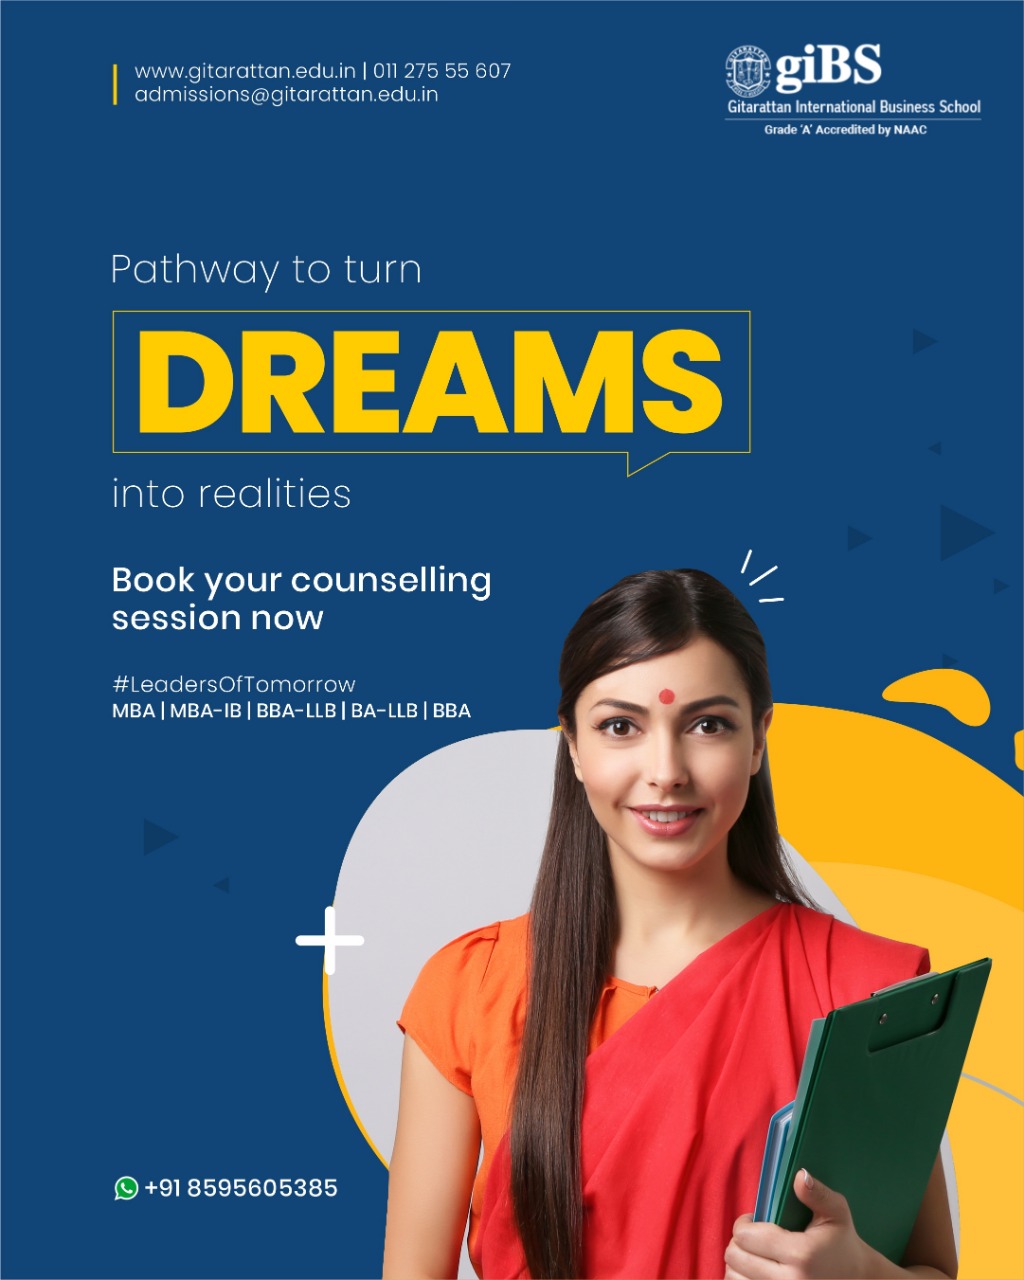 www.gitarattan.edu.in | 011 275 55 607
admissions@gitarattan.edu.in
giBS
Gitarattan International Business School
Grade 'A' Accredited by NAAC
Pathway to turn
DREAMS
into realities
Book your counselling
session now
#LeadersOfTomorrow
MBA | MBA-IB | BBA-LLB | BA-LLB | BBA
+91 8595605385